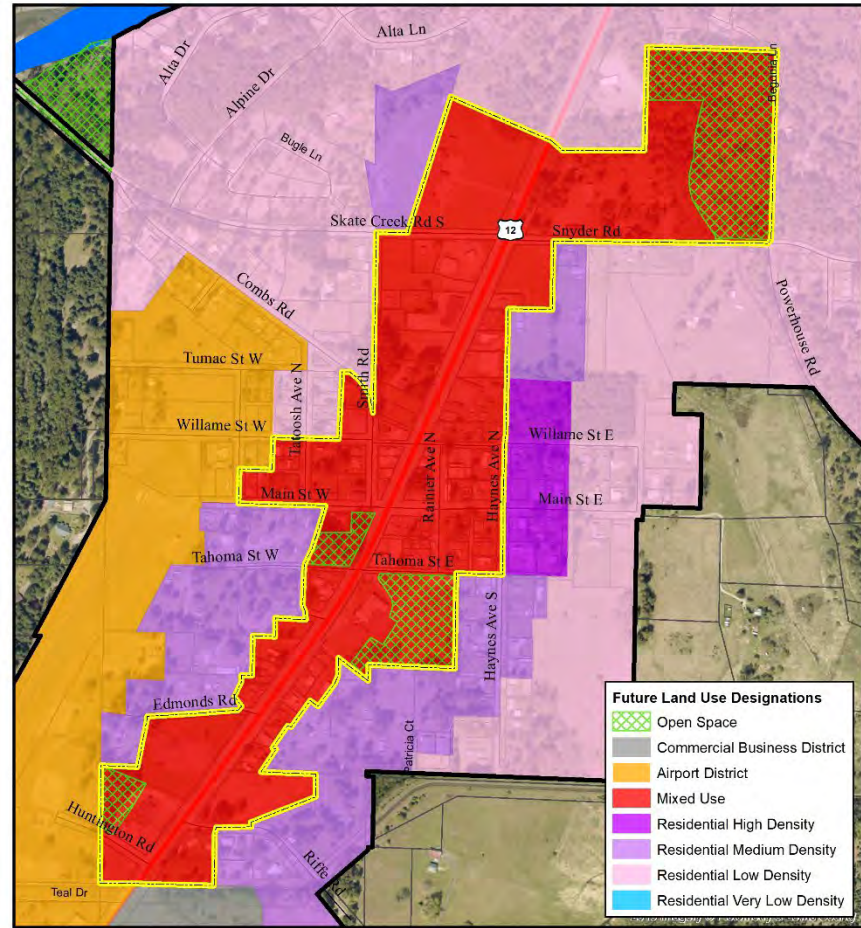 Alta Ln
Alta Dr
Alpine Dr
Begonia Ln
Bugle Ln
Skate Creek Rd S
12
Snyder Rd
Combs Rd
Powerhouse Rd
Tumac St W
Smith Rd
Tatoosh Ave N
Willame St W
Rainier Ave N
Haynes Ave N
Willame St E
Main St W
Main St E
Tahoma St W
Tahoma St E
Haynes Ave S
Edmonds Rd
Patricia Ct
Huntington Rd
Riffe Rd
Teal Dr
Future Land Use Designations
Open Space
Commercial Business District
Airport District
Mixed Use
Residential High Density
Residential Medium Density
Residential Low Density
Residential Very Low Density